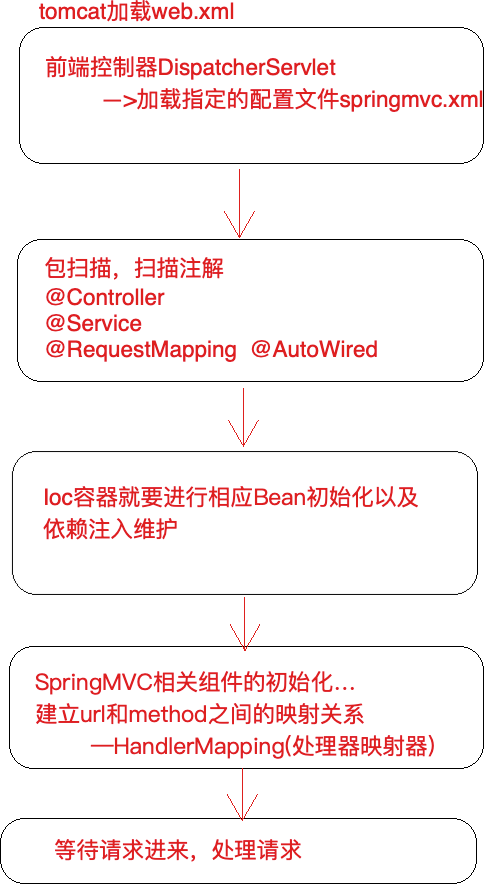 tomcat加载web.xml
前端控制器DispatcherServlet
—>加载指定的配置文件springmvc.xml
包扫描，扫描注解
@Controller
@Service
@RequestMapping @AutoWired
Ioc容器就要进行相应Bean初始化以及
依赖注入维护
SpringMVC相关组件的初始化...
建立url和method之间的映射关系
—HandlerMapping(处理器映射器)
等待请求进来，处理请求